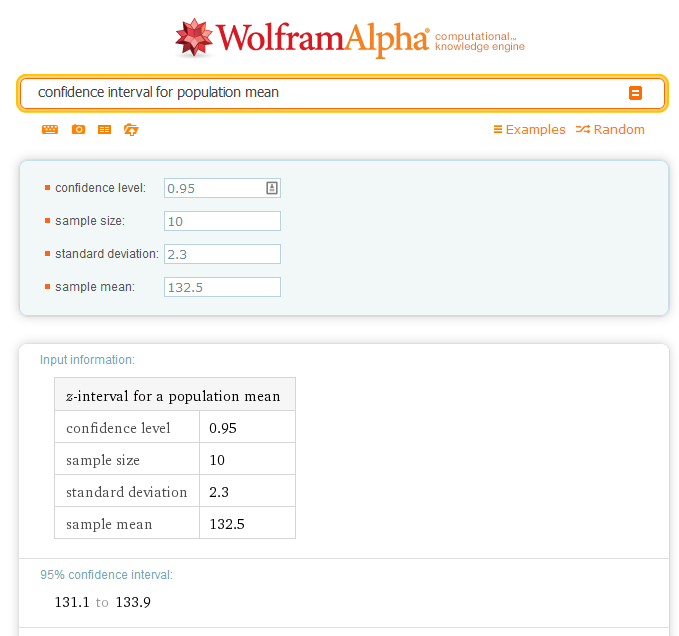 WolframAlpha computational...
knowledge engine
confidence interval for population mean
Examples Random
confidence level: 0.95
sample size: 10
standard deviation: 2.3
sample mean: 132.5
Input information:
z-interval for a population mean
confidence level 0.95
sample size 10
standard deviation 2.3
sample mean 132.5
95% confidence interval:
131.1 to 133.9